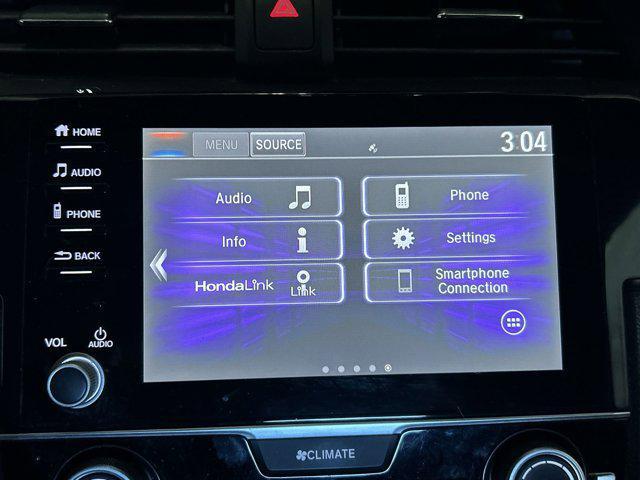 HOME
AUDIO
PHONE
BACK
VOL
AUDIO
MENU SOURCE 3:04
Audio Phone
Info i Settings
HondaLink Link Smartphone
Connection
CLIMATE